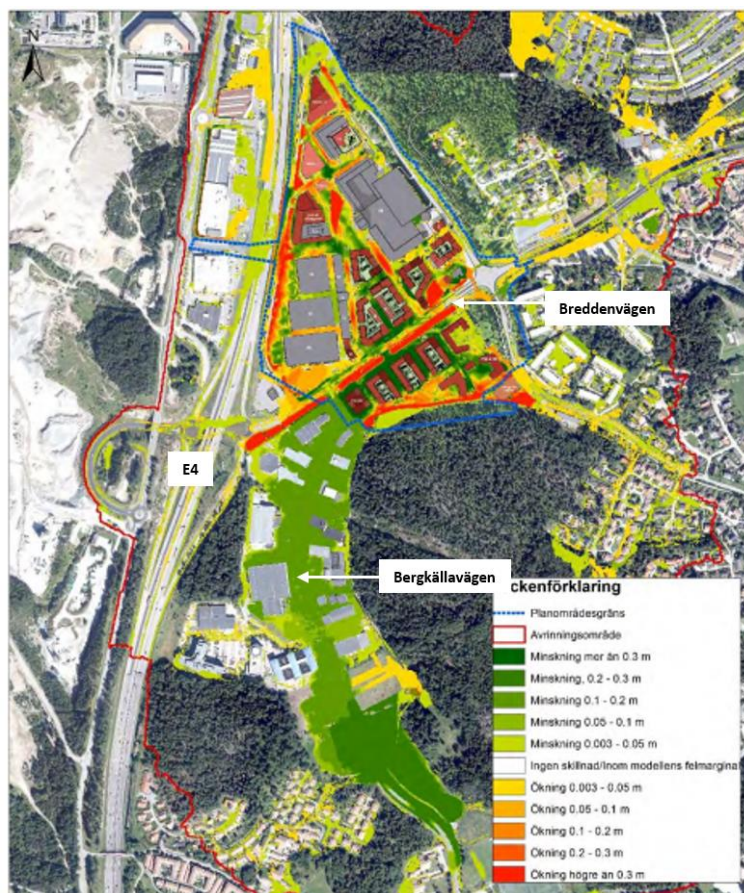 N
Breddenvägen
E4
Bergkällavägen
ckenförklaring
Planområdesgräns
Avrinningsområde
Minskning mer än 0.3 m
Minskning, 0.2 - 0.3 m
Minskning 0.1 - 0.2 m
Minskning 0.05 - 0.1 m
Minskning 0.003 - 0.05 m
Ingen skillnad/Inom modellens felmarginal
Ökning 0.003 - 0.05 m
Ökning 0.05 - 0.1 m
Ökning 0.1 - 0.2 m
Ökning 0.2 - 0.3 m
Ökning högre än 0.3 m